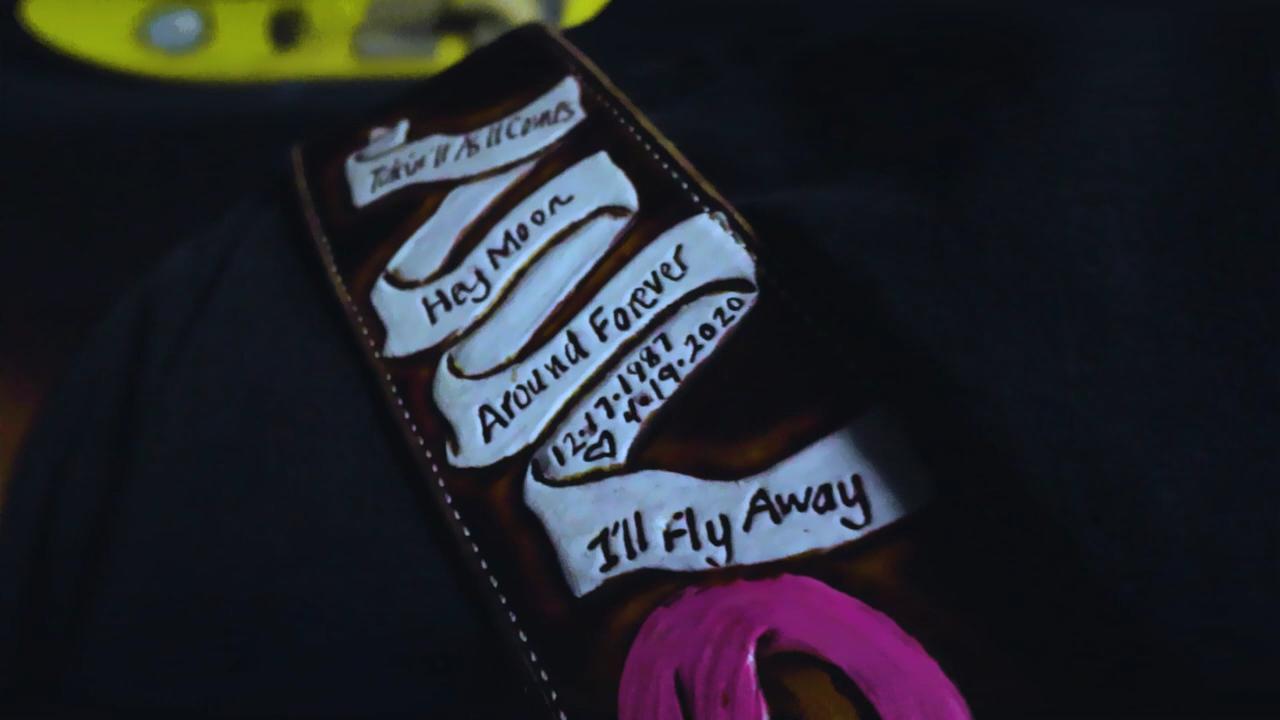 Takin' It As It Comes
Hey Moon
Around Forever
12.17.1987
4.19.2020
I'll Fly Away